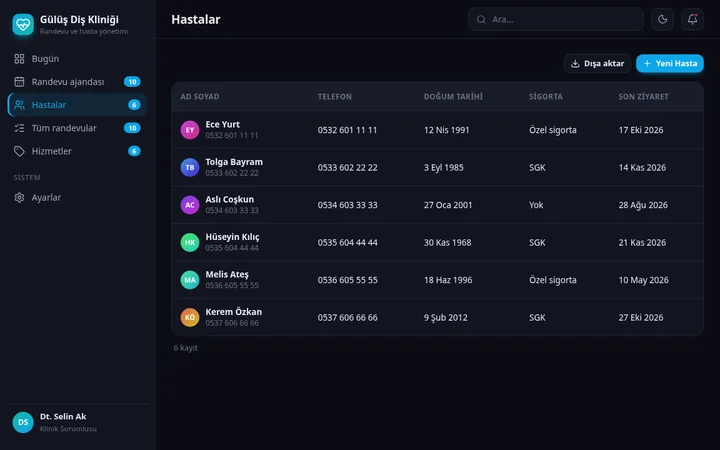 Gülüş Diş Kliniği
Randevu ve hasta yönetimi
Bugün
Randevu ajandası 10
Hastalar 6
Tüm randevular 10
Hizmetler 6
SİSTEM
Ayarlar
DS
Dt. Selin Ak
Klinik Sorumlusu
Hastalar
Ara...
Dışa aktar
+ Yeni Hasta
AD SOYAD TELEFON DOĞUM TARİHİ SİGORTA SON ZİYARET
EY Ece Yurt 0532 601 11 11 12 Nis 1991 Özel sigorta 17 Eki 2026
0532 601 11 11
TB Tolga Bayram 0533 602 22 22 3 Eyl 1985 SGK 14 Kas 2026
0533 602 22 22
AC Aslı Coşkun 0534 603 33 33 27 Oca 2001 Yok 28 Ağu 2026
0534 603 33 33
HK Hüseyin Kılıç 0535 604 44 44 30 Kas 1968 SGK 21 Kas 2026
0535 604 44 44
MA Melis Ateş 0536 605 55 55 18 Haz 1996 Özel sigorta 10 May 2026
0536 605 55 55
KÖ Kerem Özkan 0537 606 66 66 9 Şub 2012 SGK 27 Eki 2026
0537 606 66 66
6 kayıt